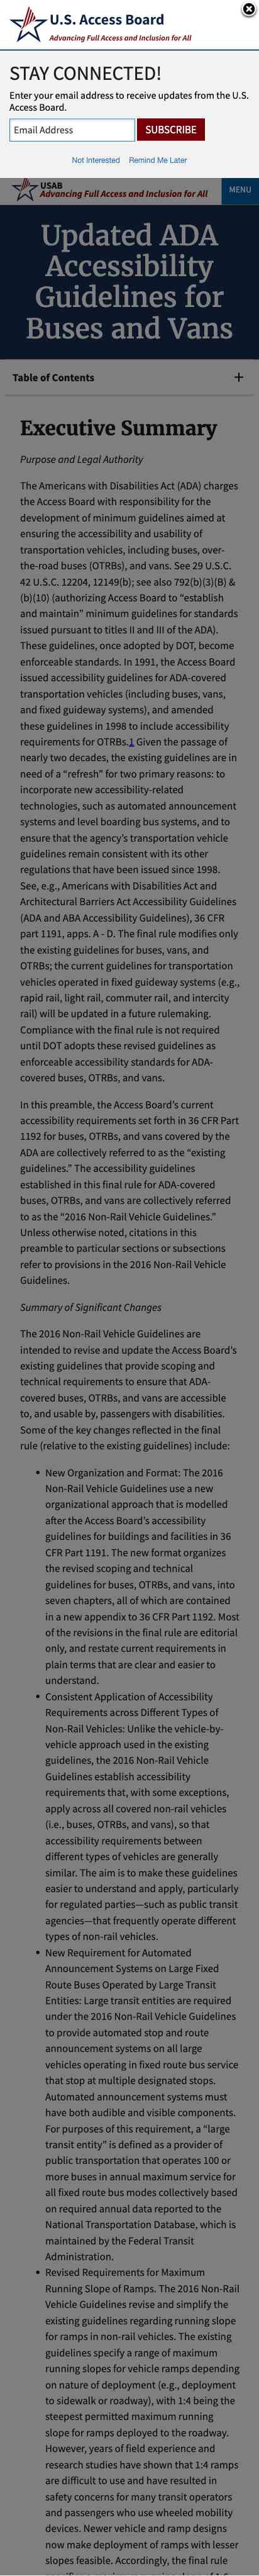 U.S. Access Board
Advancing Full Access and Inclusion for All
STAY CONNECTED!
Enter your email address to receive updates from the U.S.
Access Board.
Email Address
SUBSCRIBE
Not Interested Remind Me Later
USAB
Advancing Full Access and Inclusion for All
MENU
Updated ADA
Accessibility
Guidelines for
Buses and Vans
Table of Contents +
Executive Summary
Purpose and Legal Authority
The Americans with Disabilities Act (ADA) charges
the Access Board with responsibility for the
development of minimum guidelines aimed at
ensuring the accessibility and usability of
transportation vehicles, including buses, over-
the-road buses (OTRBs), and vans. See 29 U.S.C.
42 U.S.C. 12204, 12149(b); see also 792(b)(3)(B) &
(b)(10) (authorizing Access Board to “establish
and maintain” minimum guidelines for standards
issued pursuant to titles II and III of the ADA).
These guidelines, once adopted by DOT, become
enforceable standards. In 1991, the Access Board
issued accessibility guidelines for ADA-covered
transportation vehicles (including buses, vans,
and fixed guideway systems), and amended
these guidelines in 1998 to include accessibility
requirements for OTRBs.1 Given the passage of
nearly two decades, the existing guidelines are in
need of a “refresh” for two primary reasons: to
incorporate new accessibility-related
technologies, such as automated announcement
systems and level boarding bus systems, and to
ensure that the agency’s transportation vehicle
guidelines remain consistent with its other
regulations that have been issued since 1998.
See, e.g., Americans with Disabilities Act and
Architectural Barriers Act Accessibility Guidelines
(ADA and ABA Accessibility Guidelines), 36 CFR
part 1191, apps. A - D. The final rule modifies only
the existing guidelines for buses, vans, and
OTRBs; the current guidelines for transportation
vehicles operated in fixed guideway systems (e.g.,
rapid rail, light rail, commuter rail, and intercity
rail) will be updated in a future rulemaking.
Compliance with the final rule is not required
until DOT adopts these revised guidelines as
enforceable accessibility standards for ADA-
covered buses, OTRBs, and vans.
In this preamble, the Access Board’s current
accessibility requirements set forth in 36 CFR Part
1192 for buses, OTRBs, and vans covered by the
ADA are collectively referred to as the “existing
guidelines.” The accessibility guidelines
established in this final rule for ADA-covered
buses, OTRBs, and vans are collectively referred
to as the “2016 Non-Rail Vehicle Guidelines.”
Unless otherwise noted, citations in this
preamble to particular sections or subsections
refer to provisions in the 2016 Non-Rail Vehicle
Guidelines.
Summary of Significant Changes
The 2016 Non-Rail Vehicle Guidelines are
intended to revise and update the Access Board’s
existing guidelines that provide scoping and
technical requirements to ensure that ADA-
covered buses, OTRBs, and vans are accessible
to, and usable by, passengers with disabilities.
Some of the key changes reflected in the final
rule (relative to the existing guidelines) include:
• New Organization and Format: The 2016
Non-Rail Vehicle Guidelines use a new
organizational approach that is modelled
after the Access Board’s accessibility
guidelines for buildings and facilities in 36
CFR Part 1191. The new format organizes
the revised scoping and technical
guidelines for buses, OTRBs, and vans, into
seven chapters, all of which are contained
in a new appendix to 36 CFR Part 1192. Most
of the revisions in the final rule are editorial
only, and restate current requirements in
plain terms that are clear and easier to
understand.
• Consistent Application of Accessibility
Requirements across Different Types of
Non-Rail Vehicles: Unlike the vehicle-by-
vehicle approach used in the existing
guidelines, the 2016 Non-Rail Vehicle
Guidelines establish accessibility
requirements that, with some exceptions,
apply across all covered non-rail vehicles
(i.e., buses, OTRBs, and vans), so that
accessibility requirements between
different types of vehicles are generally
similar. The aim is to make these guidelines
easier to understand and apply, particularly
for regulated parties—such as public transit
agencies—that frequently operate different
types of non-rail vehicles.
• New Requirement for Automated
Announcement Systems on Large Fixed
Route Buses Operated by Large Transit
Entities: Large transit entities are required
under the 2016 Non-Rail Vehicle Guidelines
to provide automated stop and route
announcement systems on all large
vehicles operating in fixed route bus service
that stop at multiple designated stops.
Automated announcement systems must
have both audible and visible components.
For purposes of this requirement, a “large
transit entity” is defined as a provider of
public transportation that operates 100 or
more buses in annual maximum service for
all fixed route bus modes collectively based
on required annual data reported to the
National Transportation Database, which is
maintained by the Federal Transit
Administration.
• Revised Requirements for Maximum
Running Slope of Ramps. The 2016 Non-Rail
Vehicle Guidelines revise and simplify the
existing guidelines regarding running slope
for ramps in non-rail vehicles. The existing
guidelines specify a range of maximum
running slopes for vehicle ramps depending
on nature of deployment (e.g., deployment
to sidewalk or roadway), with 1:4 being the
steepest permitted maximum running
slope for ramps deployed to the roadway.
However, years of field experience and
research studies have shown that 1:4 ramps
are difficult to use and have resulted in
safety concerns for many transit operators
and passengers who use wheeled mobility
devices. Newer vehicle and ramp designs
now make deployment of ramps with lesser
slopes feasible. Accordingly, the final rule